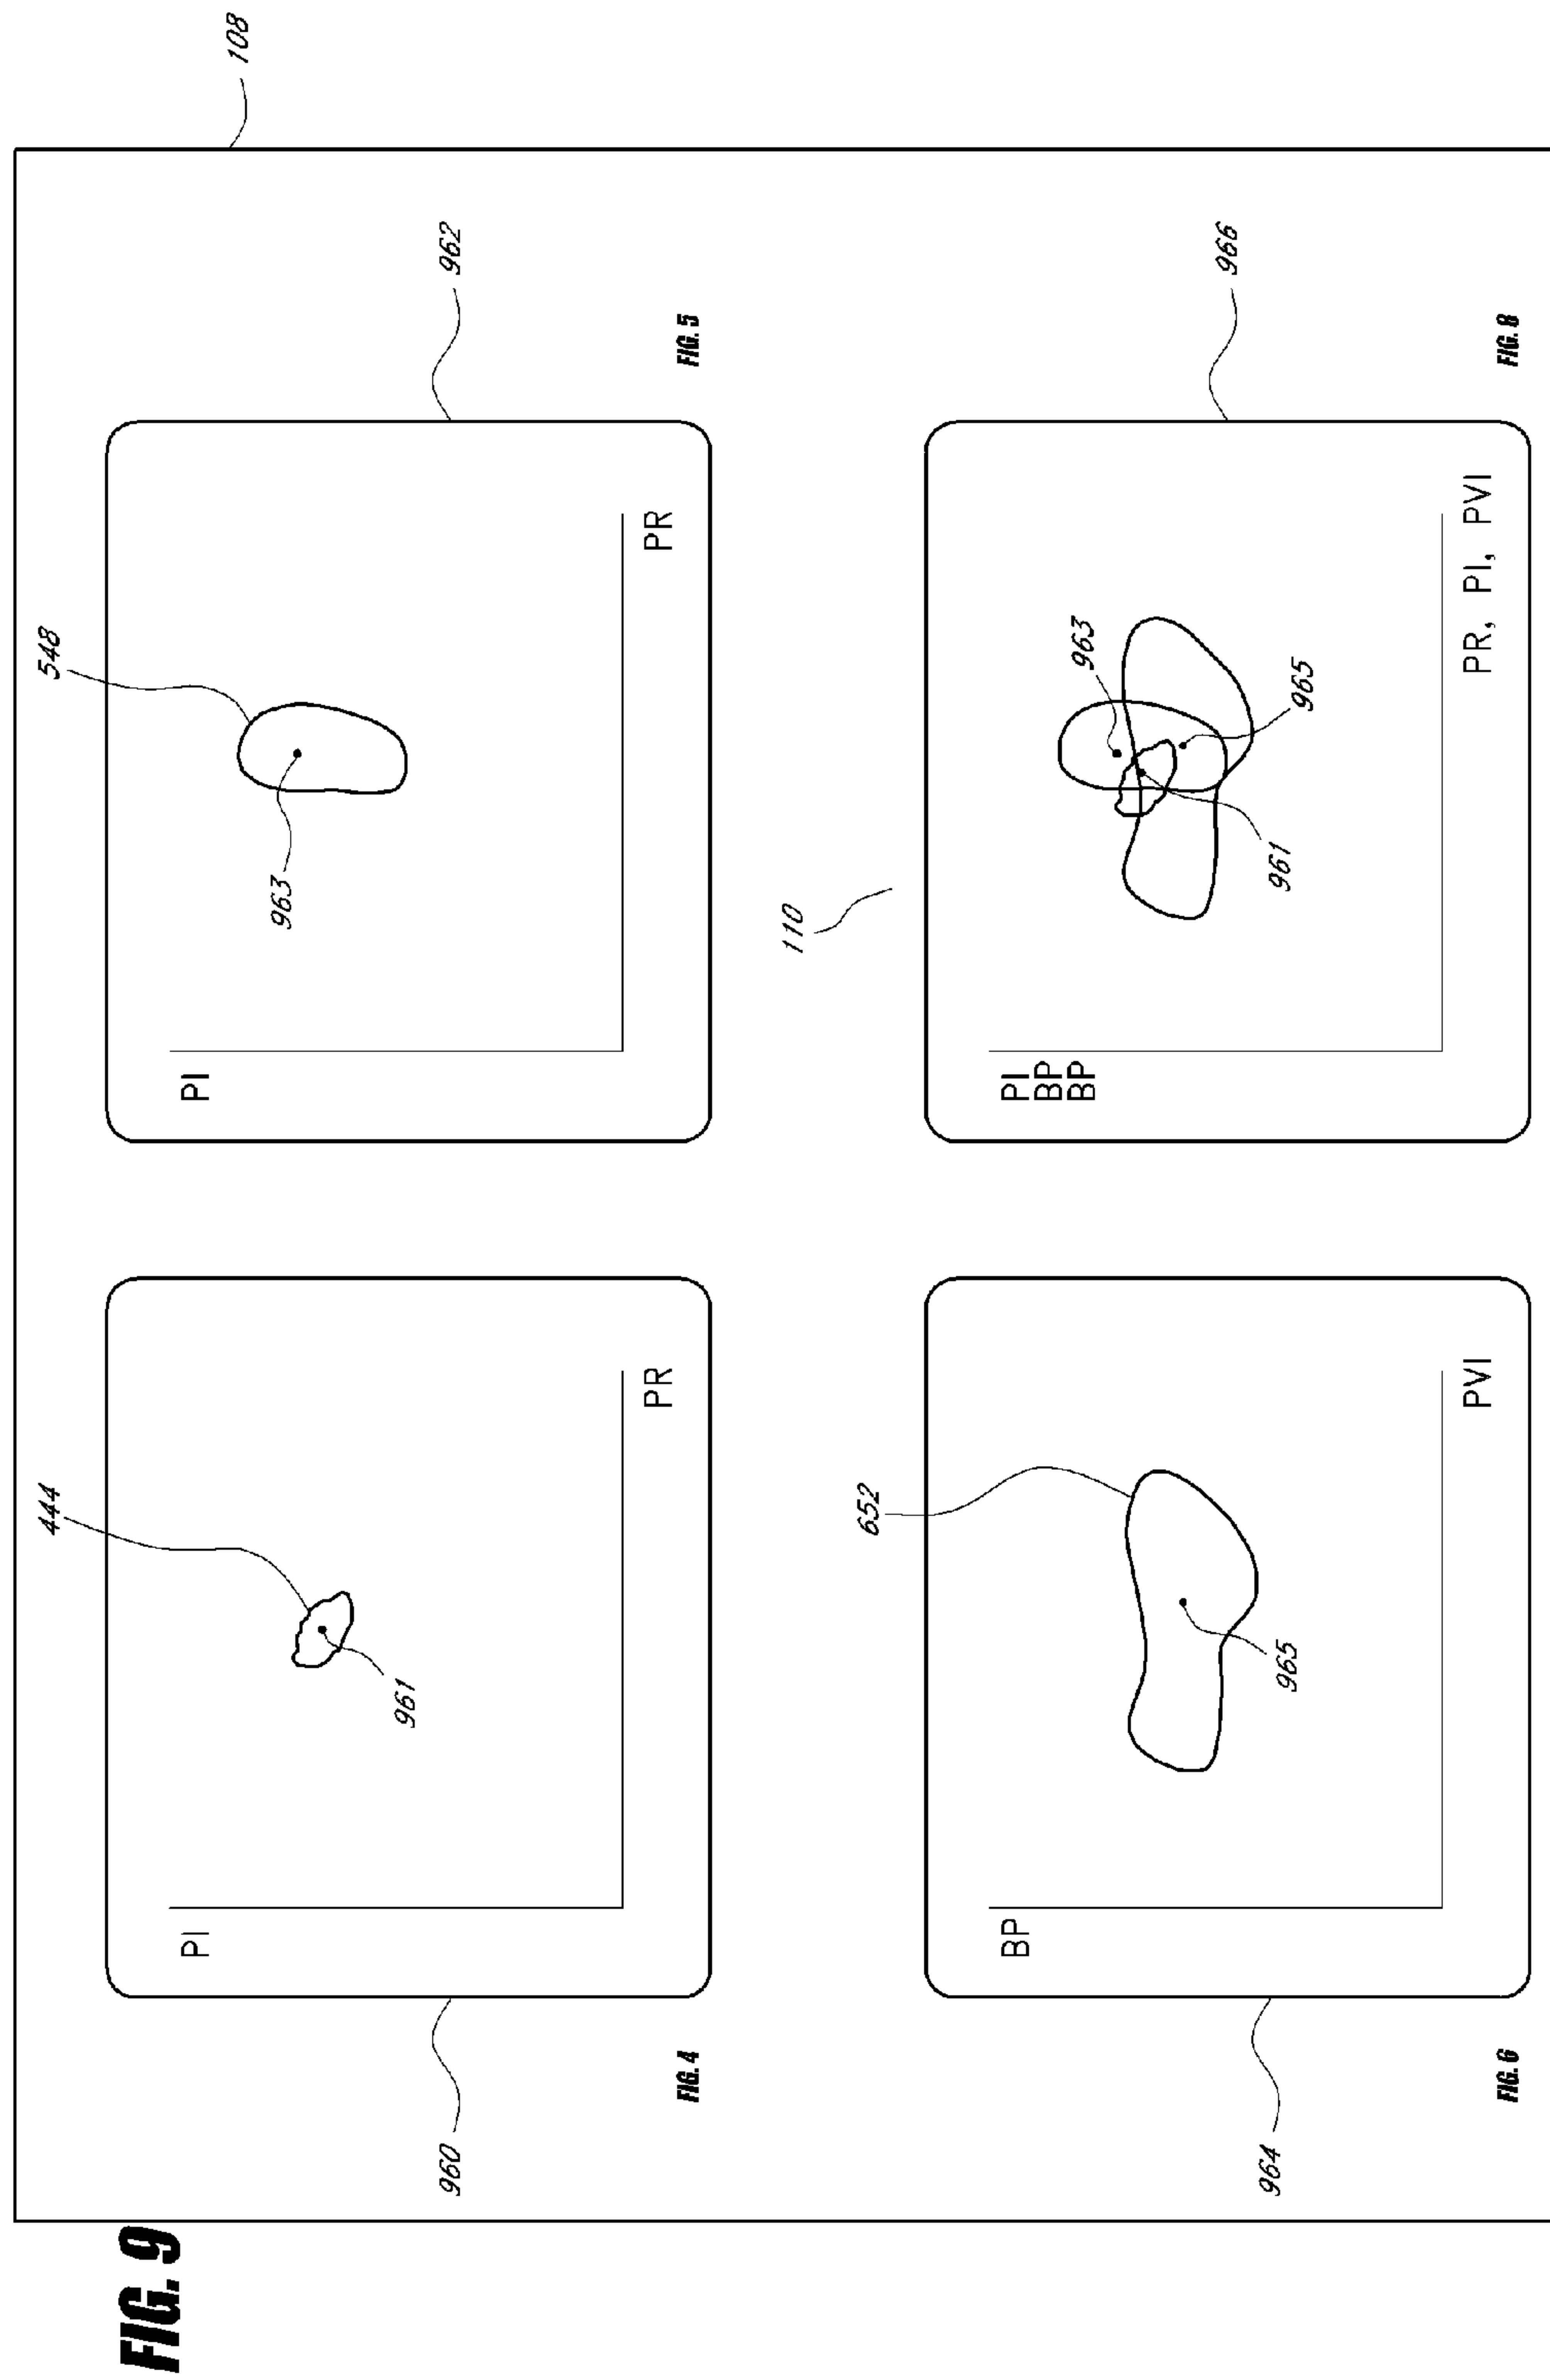 FIG. 9
108
444
548
960
PI
961
PR
FIG. 4
PI
963
PR
962
FIG. 5
110
652
964
BP
965
PVI
FIG. 6
PI
BP
BP
963
965
961
PR, PI, PVI
966
FIG. 8